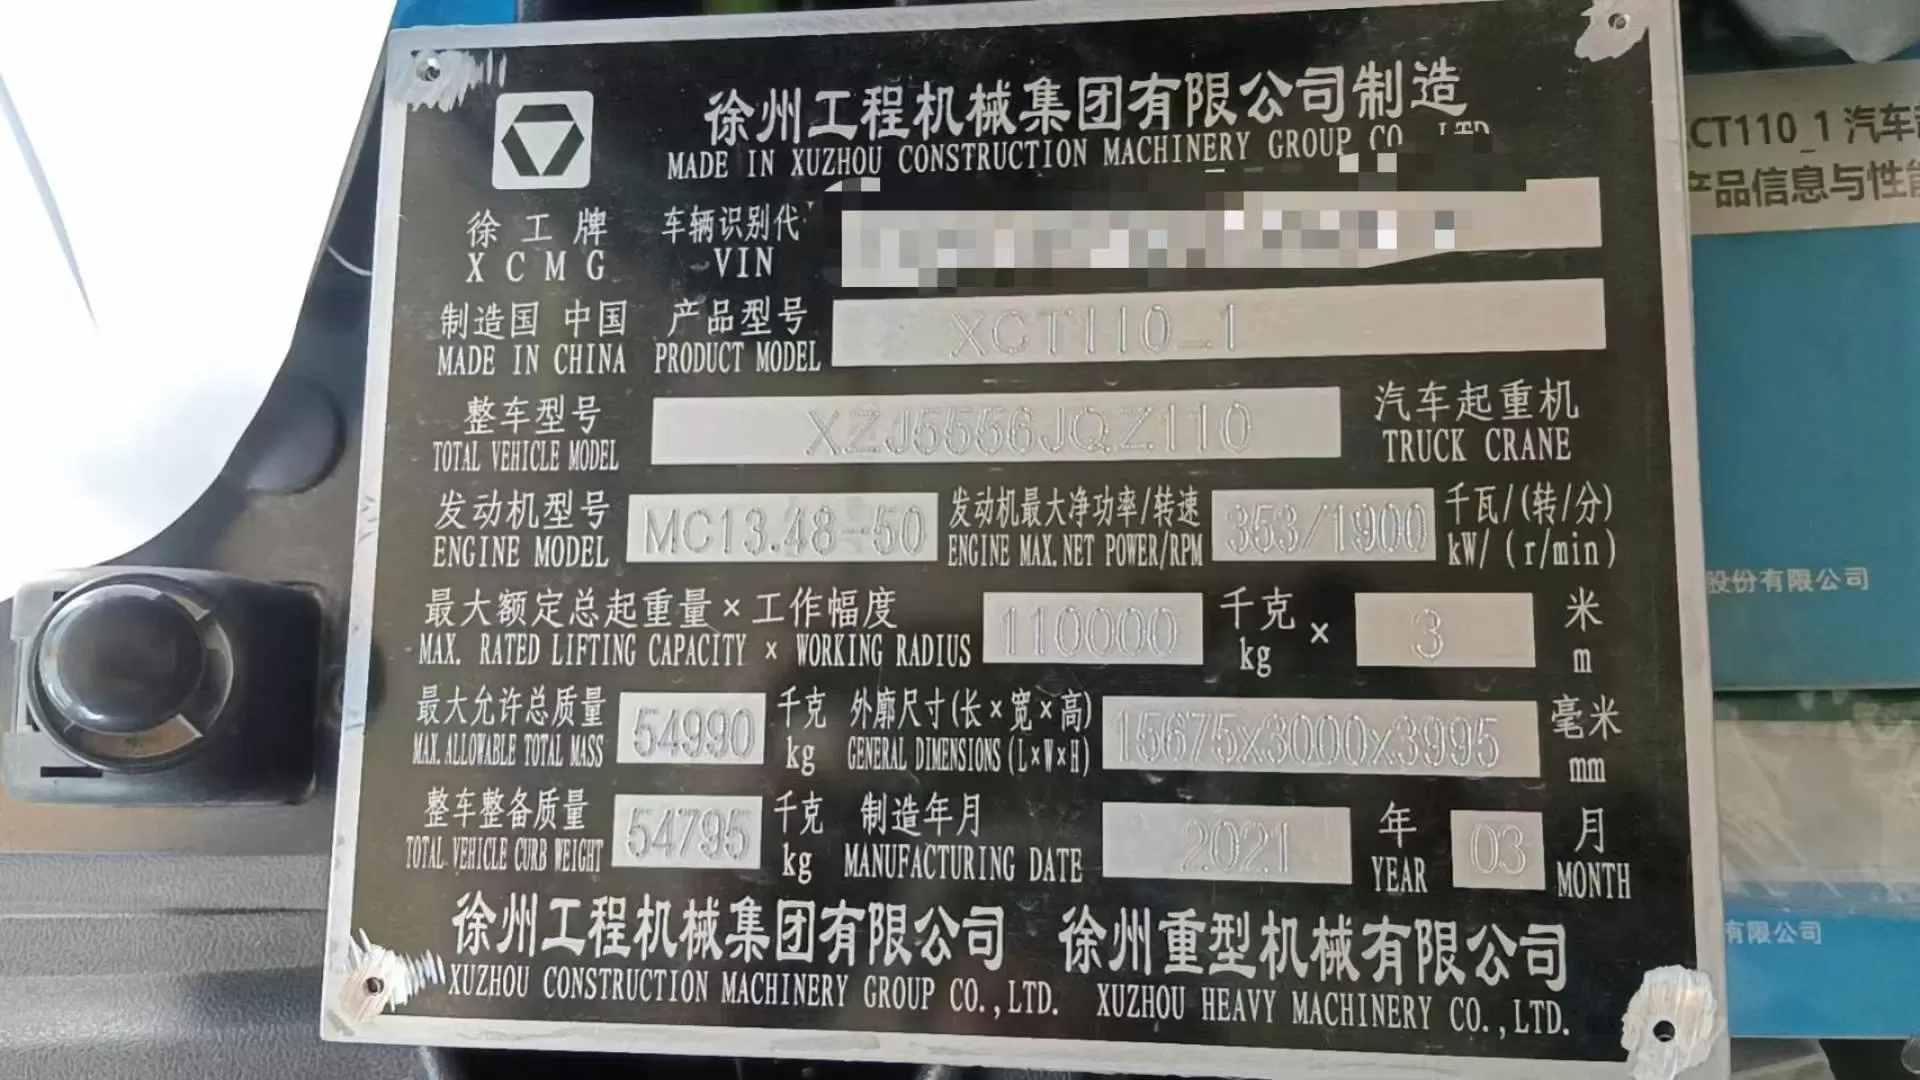 徐州工程机械集团有限公司制造
MADE IN XUZHOU CONSTRUCTION MACHINERY GROUP CO LTD
徐工牌 车辆识别代
XCMG VIN
制造国 中国 产品型号 XCT110_1
MADE IN CHINA PRODUCT MODEL
整车型号 XZJ5556JQZ110 汽车起重机
TOTAL VEHICLE MODEL TRUCK CRANE
发动机型号 MC13.48-50 发动机最大净功率/转速 353/1900 千瓦/(转/分)
ENGINE MODEL ENGINE MAX.NET POWER/RPM kW/(r/min)
最大额定总起重量×工作幅度 110000 千克 × 3 米
MAX. RATED LIFTING CAPACITY × WORKING RADIUS kg m
最大允许总质量 54990 千克 外廓尺寸(长×宽×高) 15675x3000x3995 毫米
MAX.ALLOWABLE TOTAL MASS kg GENERAL DIMENSIONS(L×W×H) mm
整车整备质量 54795 千克 制造年月 2021 年 03 月
TOTAL VEHICLE CURB WEIGHT kg MANUFACTURING DATE YEAR MONTH
徐州工程机械集团有限公司 徐州重型机械有限公司
XUZHOU CONSTRUCTION MACHINERY GROUP CO.,LTD. XUZHOU HEAVY MACHINERY CO.,LTD.
CT110_1 汽车
产品信息与性能
股份有限公司
有限公司